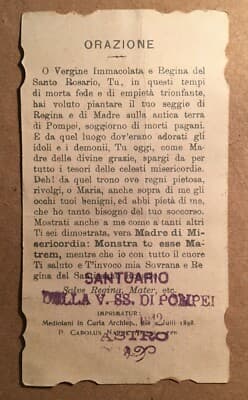 ORAZIONE
O Vergine Immacolata e Regina del
Santo Rosario, Tu, in questi tempi
di morta fede e di empietà trionfante,
hai voluto piantare il tuo seggio di
Regina e di Madre sulla antica terra
di Pompei, soggiorno di morti pagani.
E da quel luogo dov'erano adorati gli
idoli e i demonii, Tu oggi, come Ma-
dre della divine grazie, spargi da per
tutto i tesori delle celesti misericordie.
Deh! da quel trono ove regni pietosa,
rivolgi, o Maria, anche sopra di me gli
occhi tuoi benigni, ed abbi pietà di me,
che ho tanto bisogno del tuo soccorso.
Mostrati anche a me come a tanti altri
Ti sei dimostrata, vera Madre di Mi-
sericordia: Monstra te esse Ma-
trem, mentre che io con tutto il cuore
Ti saluto e T'invoco mia Sovrana e Re-
gina del
Salve Regina, Mater, etc.
SANTUARIO
DELLA V. SS. DI POMPEI
IMPRIMATUR:
Mediolani in Curia Archiep., Julii 1898.
P. CAROLUS
ASTRO